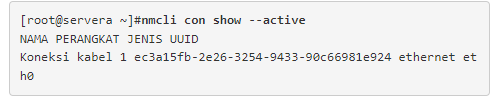 [root@servera ~]#nmcli con show --active
NAMA PERANGKAT JENIS UUID
Koneksi kabel 1 ec3a15fb-2e26-3254-9433-90c66981e924 ethernet et
h0